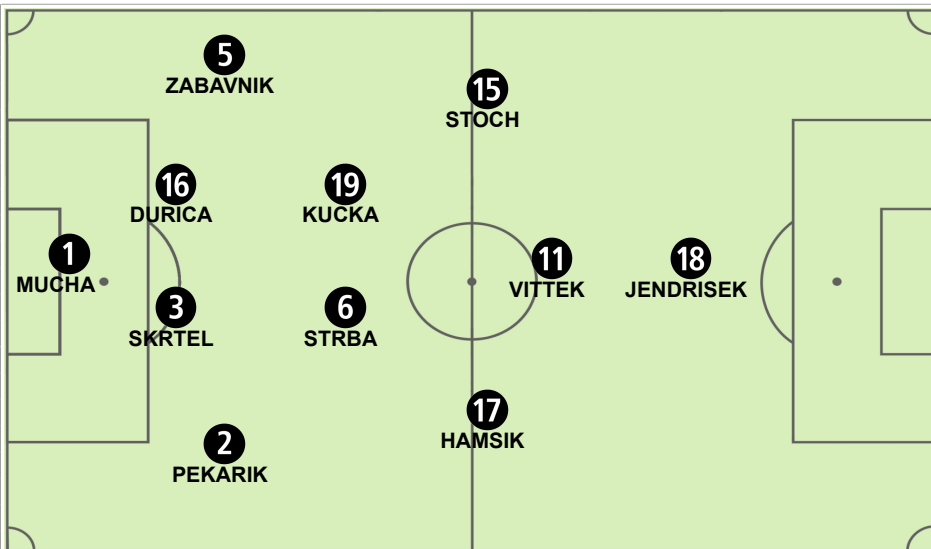 5
ZABAVNIK
15
STOCH
16
DURICA
19
KUCKA
1
MUCHA
11
VITTEK
18
JENDRISEK
3
SKRTEL
6
STRBA
17
HAMSIK
2
PEKARIK